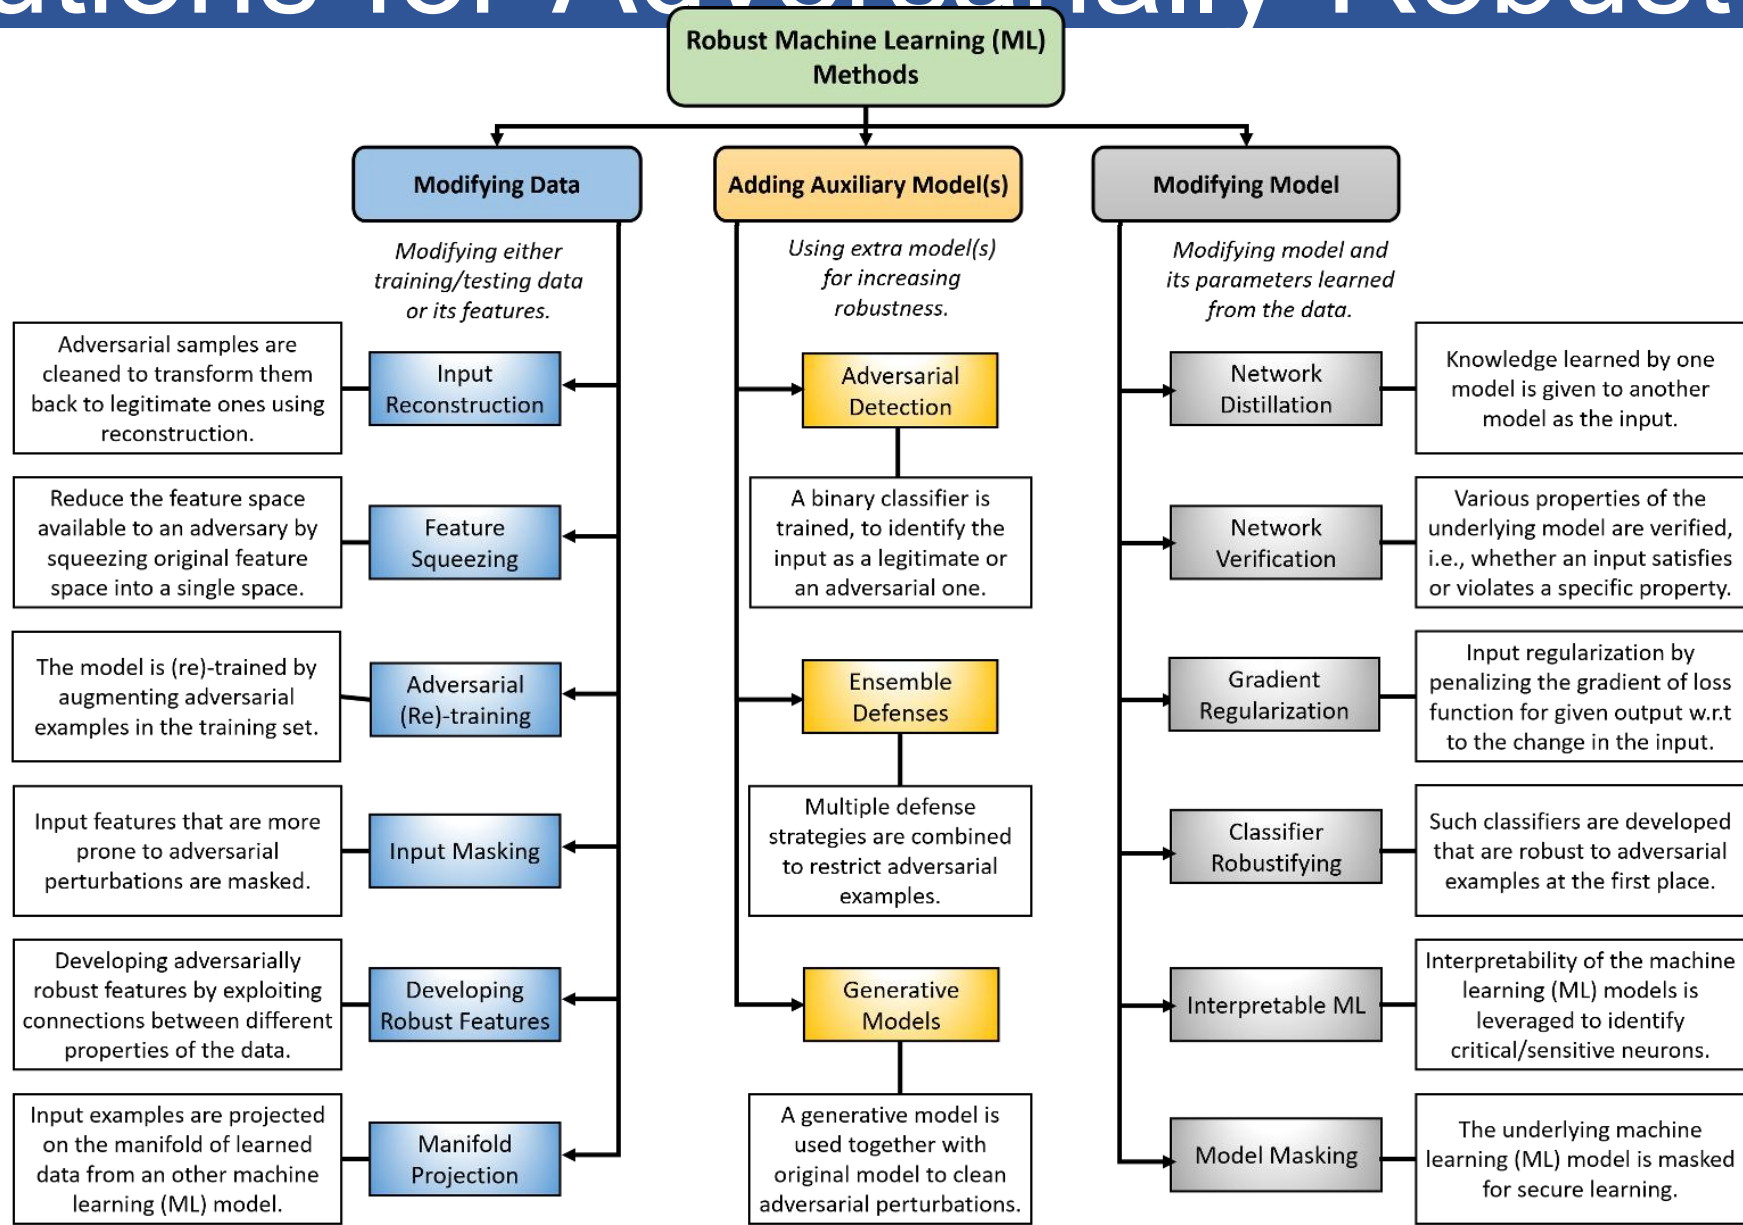 ations for Adversarially Robust
Robust Machine Learning (ML)
Methods
Modifying Data
Modifying either
training/testing data
or its features.
Adversarial samples are
cleaned to transform them
back to legitimate ones using
reconstruction.
Input
Reconstruction
Reduce the feature space
available to an adversary by
squeezing original feature
space into a single space.
Feature
Squeezing
The model is (re)-trained by
augmenting adversarial
examples in the training set.
Adversarial
(Re)-training
Input features that are more
prone to adversarial
perturbations are masked.
Input Masking
Developing adversarially
robust features by exploiting
connections between different
properties of the data.
Developing
Robust Features
Input examples are projected
on the manifold of learned
data from an other machine
learning (ML) model.
Manifold
Projection
Adding Auxiliary Model(s)
Using extra model(s)
for increasing
robustness.
Adversarial
Detection
A binary classifier is
trained, to identify the
input as a legitimate or
an adversarial one.
Ensemble
Defenses
Multiple defense
strategies are combined
to restrict adversarial
examples.
Generative
Models
A generative model is
used together with
original model to clean
adversarial perturbations.
Modifying Model
Modifying model and
its parameters learned
from the data.
Network
Distillation
Knowledge learned by one
model is given to another
model as the input.
Network
Verification
Various properties of the
underlying model are verified,
i.e., whether an input satisfies
or violates a specific property.
Gradient
Regularization
Input regularization by
penalizing the gradient of loss
function for given output w.r.t
to the change in the input.
Classifier
Robustifying
Such classifiers are developed
that are robust to adversarial
examples at the first place.
Interpretable ML
Interpretability of the machine
learning (ML) models is
leveraged to identify
critical/sensitive neurons.
Model Masking
The underlying machine
learning (ML) model is masked
for secure learning.